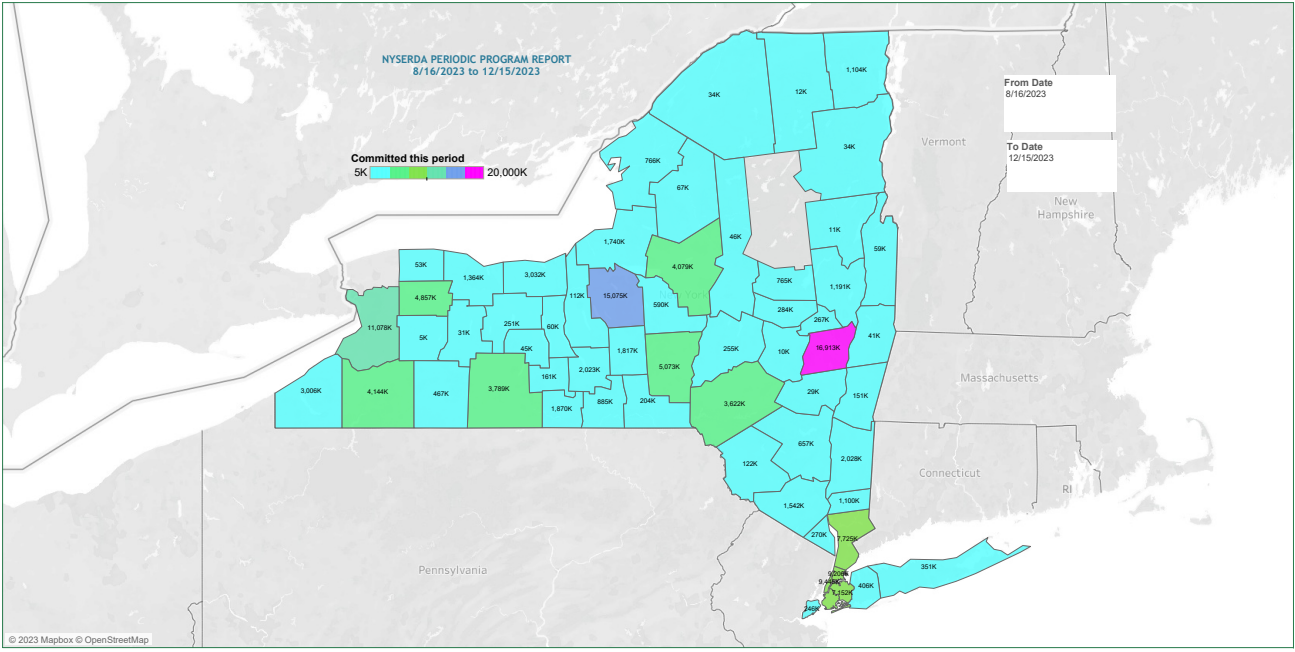 NYSERDA PERIODIC PROGRAM REPORT
8/16/2023 to 12/15/2023
From Date
8/16/2023
To Date
12/15/2023
Committed this period
5K
20,000K
Vermont
New
Hampshire
Massachusetts
Connecticut
RI
Pennsylvania
34K
12K
1,104K
34K
766K
67K
46K
11K
59K
1,740K
4,079K
53K
1,364K
3,032K
112K
15,075K
590K
765K
1,191K
284K
267K
4,857K
11,078K
5K
31K
251K
60K
45K
1,817K
5,073K
255K
10K
16,913K
41K
3,006K
4,144K
467K
3,789K
161K
2,023K
1,870K
885K
204K
3,622K
29K
151K
122K
657K
2,028K
1,542K
1,100K
270K
7,725K
7,152K
406K
351K
246K
© 2023 Mapbox © OpenStreetMap